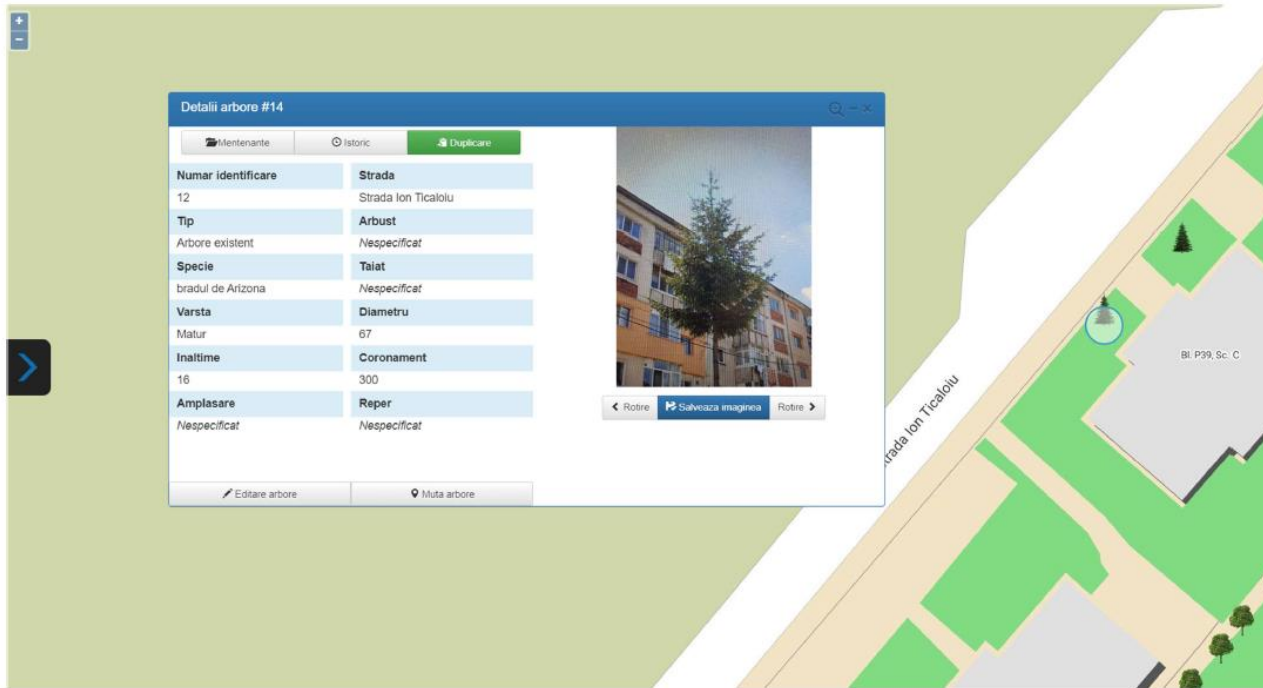 +
-
Detalii arbore #14
Mentenante Istoric Duplicare
Numar identificare Strada
12 Strada Ion Ticaloiu
Tip Arbust
Arbore existent Nespecificat
Specie Taiat
bradul de Arizona Nespecificat
Varsta Diametru
Matur 67
Inaltime Coronament
16 300
Amplasare Reper
Nespecificat Nespecificat
Rotire Salveaza imaginea Rotire
Editare arbore Muta arbore
trada Ion Ticaloiu
Bl. P39, Sc. C